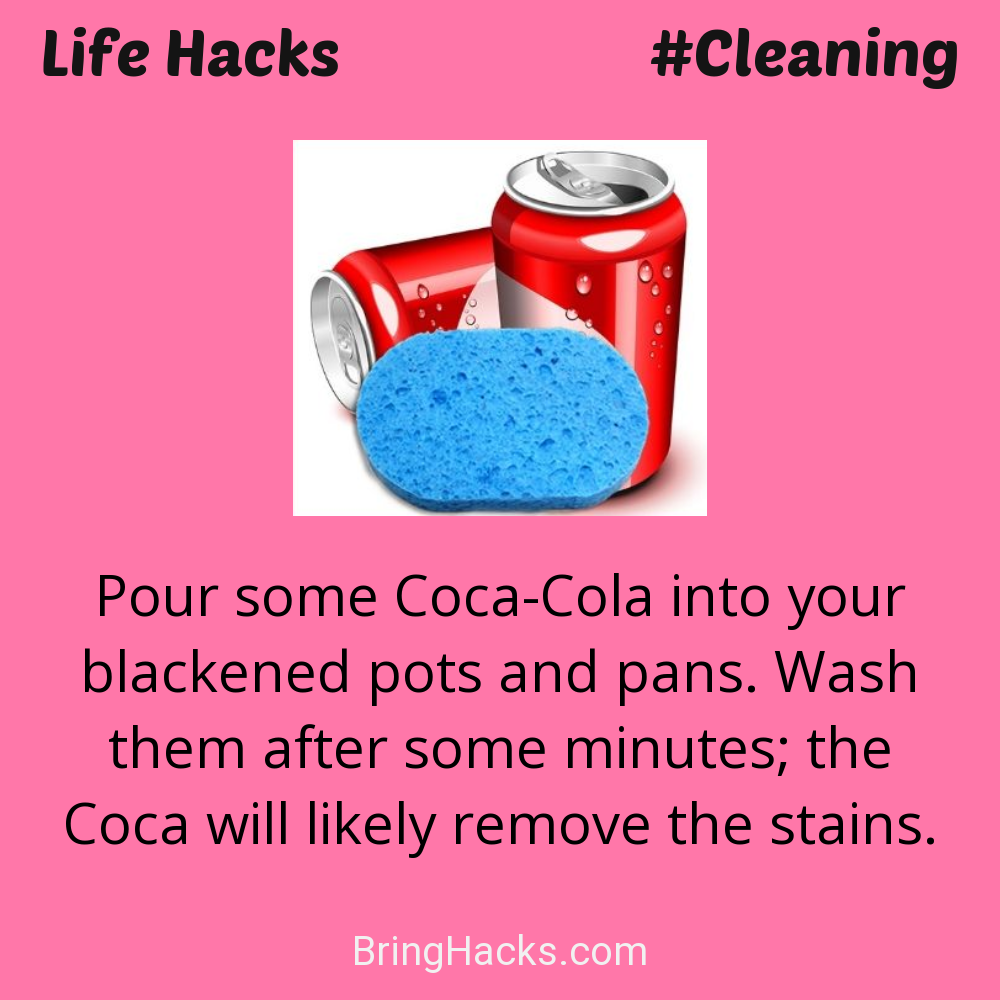 Life Hacks #Cleaning
Pour some Coca-Cola into your
blackened pots and pans. Wash
them after some minutes; the
Coca will likely remove the stains.
BringHacks.com